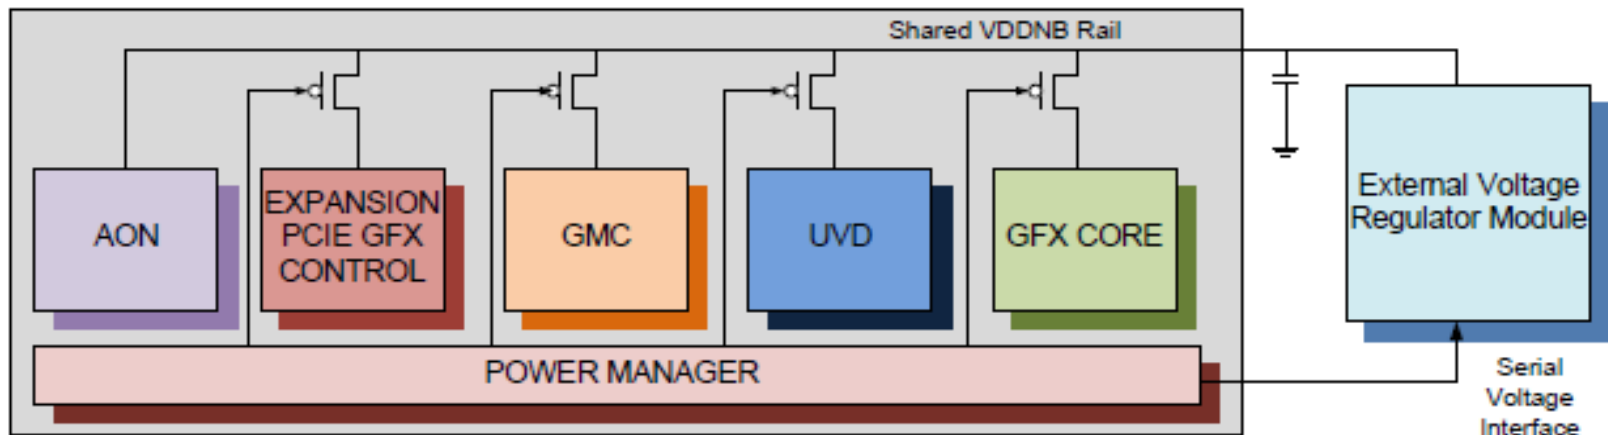 Shared VDDNB Rail
AON
EXPANSION
PCIE GFX
CONTROL
GMC
UVD
GFX CORE
External Voltage
Regulator Module
POWER MANAGER
Serial
Voltage
Interface